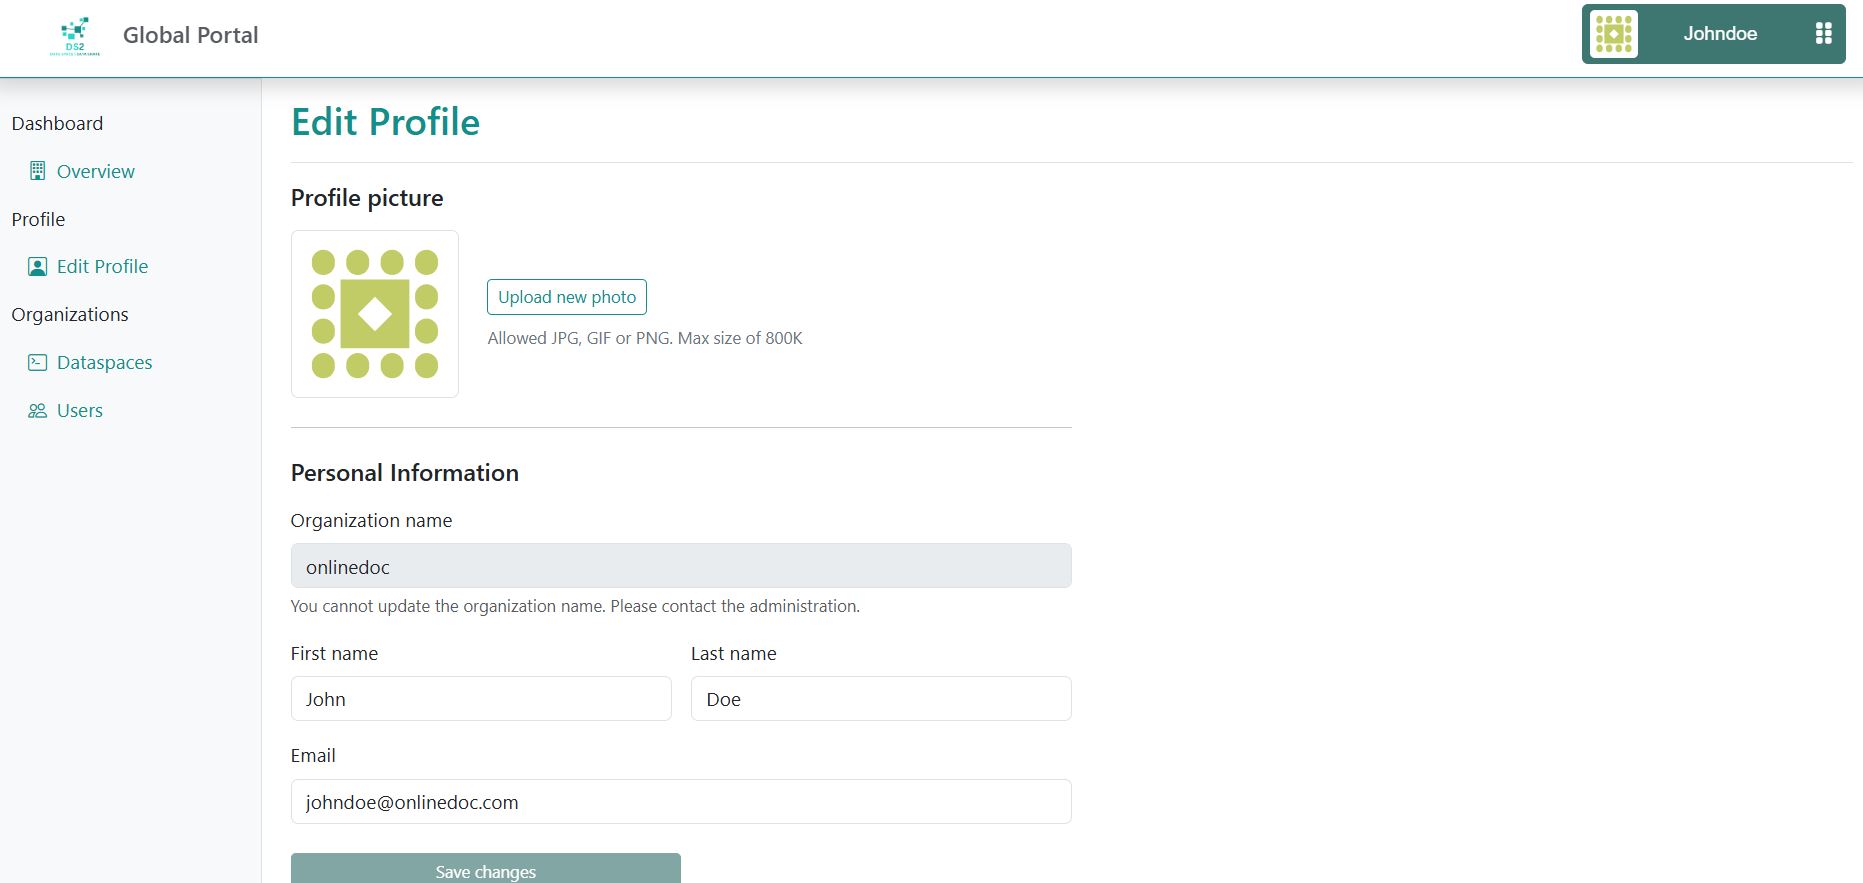 DS2
Global Portal
Johndoe
Dashboard
Overview
Profile
Edit Profile
Organizations
Dataspaces
Users
Edit Profile
Profile picture
Upload new photo
Allowed JPG, GIF or PNG. Max size of 800K
Personal Information
Organization name
onlinedoc
You cannot update the organization name. Please contact the administration.
First name
Last name
John
Doe
Email
johndoe@onlinedoc.com
Save changes